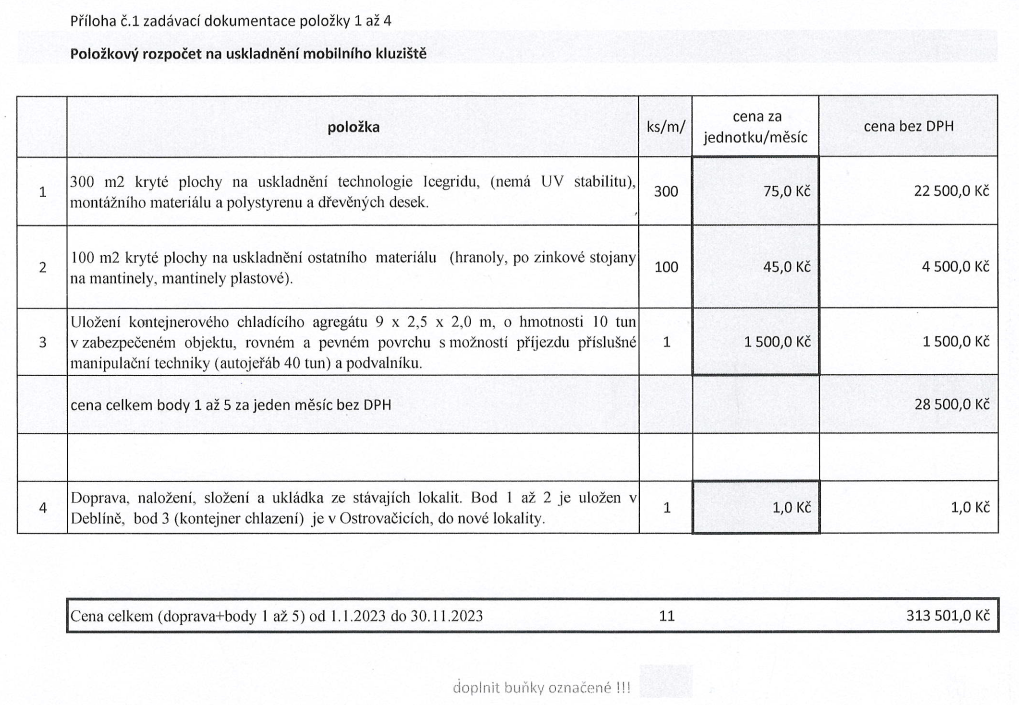 Příloha č.1 zadávací dokumentace položky 1 až 4
Položkový rozpočet na uskladnění mobilního kluziště
položka ks/m/ cena za jednotku/měsíc cena bez DPH
1 300 m2 kryté plochy na uskladnění technologie Icegridu, (nemá UV stabilitu), 300 75,0 Kč 22 500,0 Kč
montážního materiálu a polystyrenu a dřevěných desek.
2 100 m2 kryté plochy na uskladnění ostatního materiálu (hranoly, po zinkové stojany 100 45,0 Kč 4 500,0 Kč
na mantinely, mantinely plastové).
Uložení kontejnerového chladícího agregátu 9 x 2,5 x 2,0 m, o hmotnosti 10 tun
3 v zabezpečeném objektu, rovném a pevném povrchu s možností příjezdu příslušné 1 1 500,0 Kč 1 500,0 Kč
manipulační techniky (autojeřáb 40 tun) a podvalníku.
cena celkem body 1 až 5 za jeden měsíc bez DPH 28 500,0 Kč
4 Doprava, naložení, složení a ukládka ze stávajích lokalit. Bod 1 až 2 je uložen v 1 1,0 Kč 1,0 Kč
Deblíně, bod 3 (kontejner chlazení) je v Ostrovačicích, do nové lokality.
Cena celkem (doprava+body 1 až 5) od 1.1.2023 do 30.11.2023 11 313 501,0 Kč
doplnit buňky označené !!!